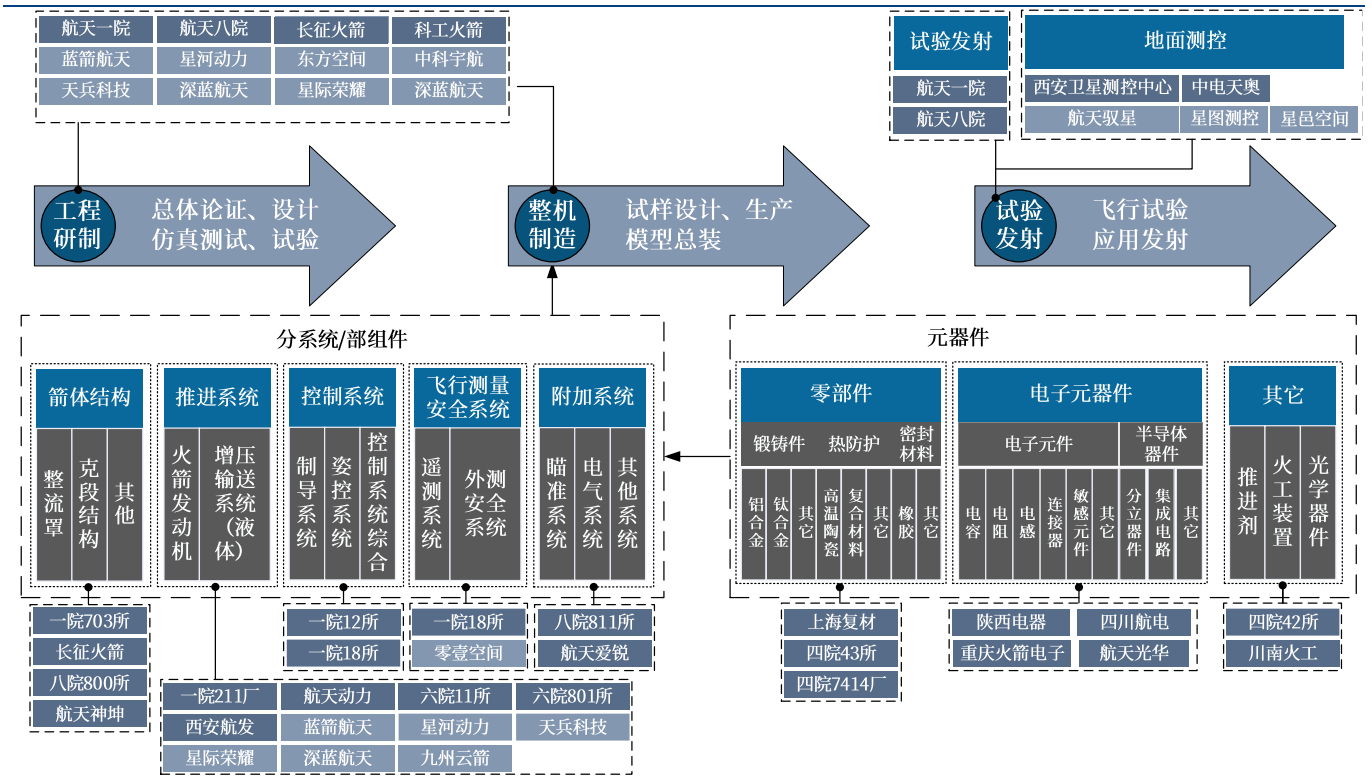 航天一院
航天八院
长征火箭
科工火箭
蓝箭航天
星河动力
东方空间
中科宇航
天兵科技
深蓝航天
星际荣耀
深蓝航天
试验发射
航天一院
航天八院
地面测控
西安卫星测控中心
中电天奥
航天驭星
星图测控
星邑空间
工程
研制
总体论证、设计
仿真测试、试验
整机
制造
试样设计、生产
模型总装
试验
发射
飞行试验
应用发射
分系统/部组件
箭体结构
整流罩
壳段结构
其他
推进系统
火箭发动机
增压
输送
系统
（液
体）
控制系统
制导系统
姿控系统
控制系统综合
飞行测量
安全系统
遥测系统
外测
安全
系统
附加系统
瞄准系统
电气系统
其他系统
元器件
零部件
锻铸件
热防护
密封
材料
铝合金
钛合金
其它
高温陶瓷
复合材料
其它
橡胶
其它
电子元器件
电子元件
半导体
器件
电容
电阻
电感
连接器
敏感元件
其它
分立器件
集成电路
其它
其它
推进剂
火工装置
光学器件
一院703所
长征火箭
八院800所
航天神坤
一院12所
一院18所
一院18所
零壹空间
八院811所
航天爱锐
一院211厂
航天动力
六院11所
六院801所
西安航发
蓝箭航天
星河动力
天兵科技
星际荣耀
深蓝航天
九州云箭
上海复材
四院43所
四院7414厂
陕西电器
四川航电
重庆火箭电子
航天光华
四院42所
川南火工